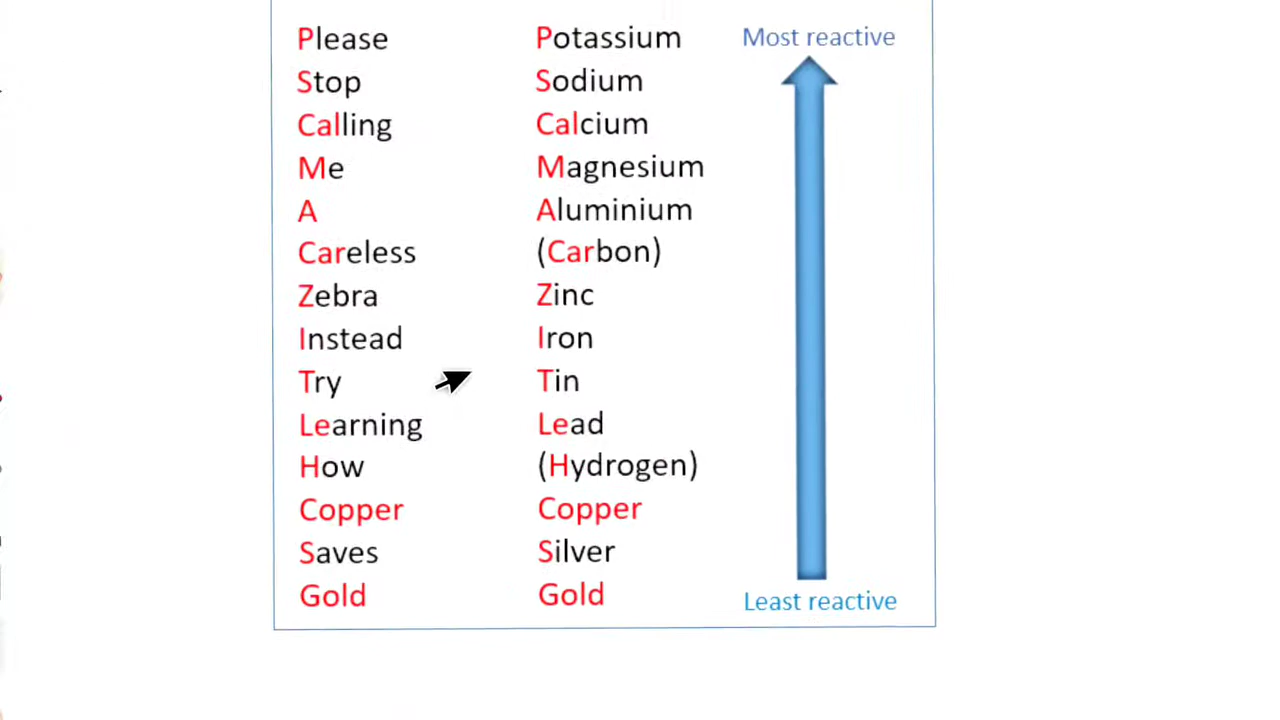 Please Potassium Most reactive
Stop Sodium
Calling Calcium
Me Magnesium
A Aluminium
Careless (Carbon)
Zebra Zinc
Instead Iron
Try Tin
Learning Lead
How (Hydrogen)
Copper Copper
Saves Silver
Gold Gold Least reactive